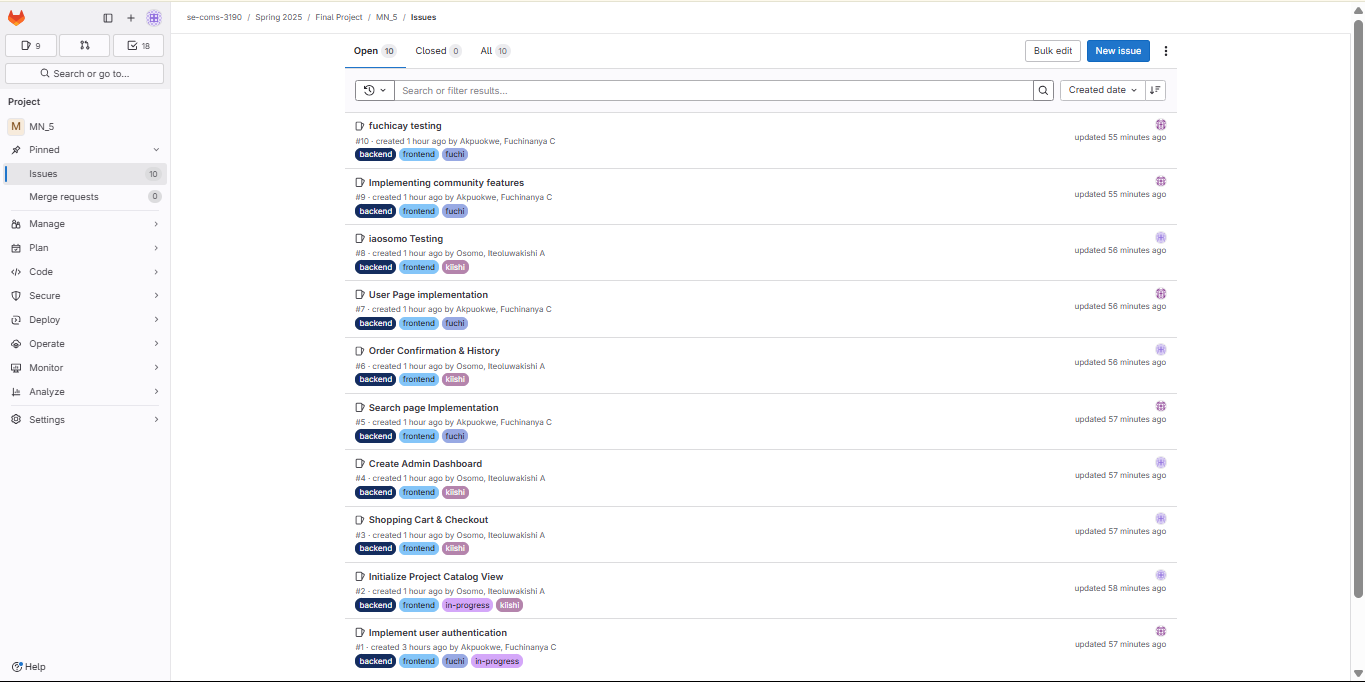 se-coms-3190 / Spring 2025 / Final Project / MN_5 / Issues
9
18
Search or go to...
Project
M MN_5
Pinned
Issues 10
Merge requests 0
Manage
Plan
Code
Secure
Deploy
Operate
Monitor
Analyze
Settings
Help
Open 10 Closed 0 All 10
Bulk edit New issue
Search or filter results...
Created date
fuchicay testing
#10 · created 1 hour ago by Akpuokwe, Fuchinanya C
updated 55 minutes ago
backend frontend fuchi
Implementing community features
#9 · created 1 hour ago by Akpuokwe, Fuchinanya C
updated 55 minutes ago
backend frontend fuchi
iaosomo Testing
#8 · created 1 hour ago by Osomo, Iteoluwakishi A
updated 56 minutes ago
backend frontend kiishi
User Page implementation
#7 · created 1 hour ago by Akpuokwe, Fuchinanya C
updated 56 minutes ago
backend frontend fuchi
Order Confirmation & History
#6 · created 1 hour ago by Osomo, Iteoluwakishi A
updated 56 minutes ago
backend frontend kiishi
Search page Implementation
#5 · created 1 hour ago by Akpuokwe, Fuchinanya C
updated 57 minutes ago
backend frontend fuchi
Create Admin Dashboard
#4 · created 1 hour ago by Osomo, Iteoluwakishi A
updated 57 minutes ago
backend frontend kiishi
Shopping Cart & Checkout
#3 · created 1 hour ago by Osomo, Iteoluwakishi A
updated 57 minutes ago
backend frontend kiishi
Initialize Project Catalog View
#2 · created 1 hour ago by Osomo, Iteoluwakishi A
updated 58 minutes ago
backend frontend in-progress kiishi
Implement user authentication
#1 · created 3 hours ago by Akpuokwe, Fuchinanya C
updated 57 minutes ago
backend frontend fuchi in-progress